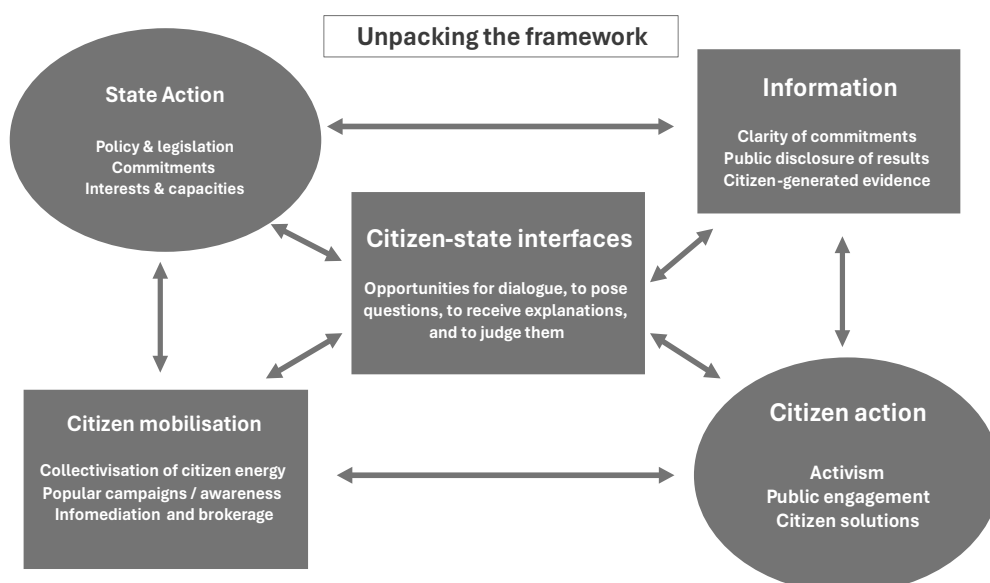 Unpacking the framework
State Action
Policy & legislation
Commitments
Interests & capacities
Information
Clarity of commitments
Public disclosure of results
Citizen-generated evidence
Citizen-state interfaces
Opportunities for dialogue, to pose
questions, to receive explanations,
and to judge them
Citizen mobilisation
Collectivisation of citizen energy
Popular campaigns / awareness
Infomediation and brokerage
Citizen action
Activism
Public engagement
Citizen solutions